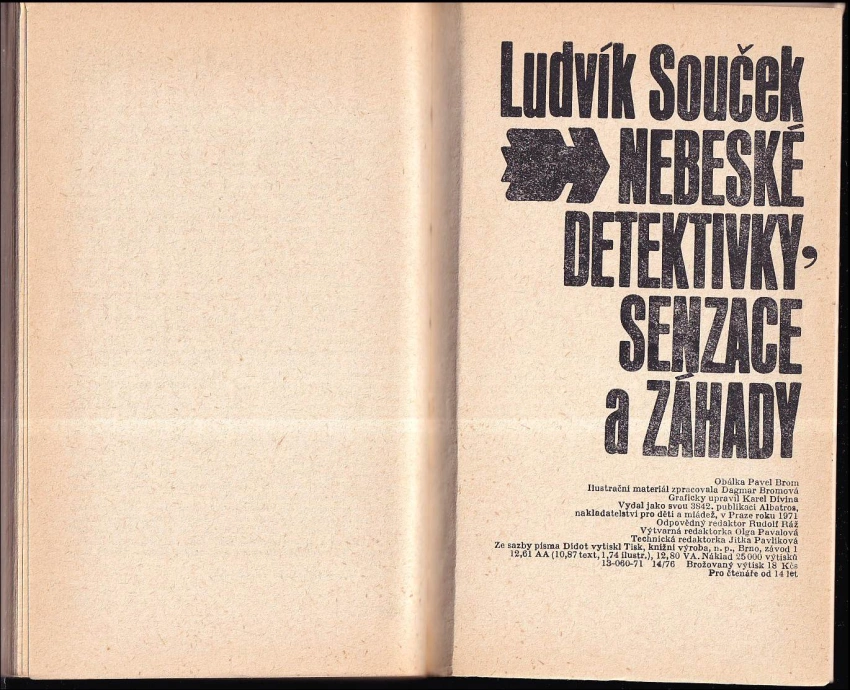 Ludvík Souček
NEBESKÉ
DETEKTIVKY,
SENZACE
a ZÁHADY
Obálka Pavel Brom
Ilustrační materiál zpracovala Dagmar Bromová
Graficky upravil Karel Divina
Vydal jako svou 3842. publikaci Albatros,
nakladatelství pro děti a mládež, v Praze roku 1971
Odpovědný redaktor Rudolf Ráž
Výtvarná redaktorka Olga Pavalová
Technická redaktorka Jitka Pavlíková
Ze sazby písma Didot vytiskl Tisk, knižní výroba, n. p., Brno, závod 1
12,61 AA (10,87 text, 1,74 ilustr.), 12,80 VA. Náklad 25 000 výtisků
13-060-71 14/76 Brožovaný výtisk 18 Kčs
Pro čtenáře od 14 let